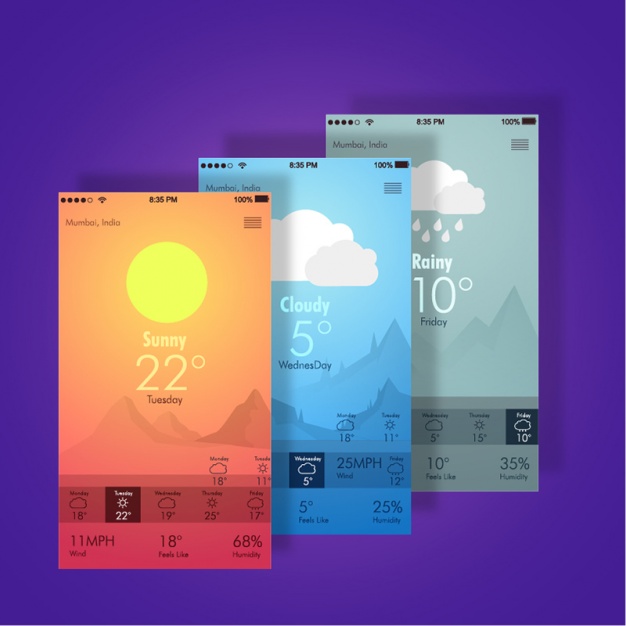 8:35 PM 100%
Mumbai, India
Sunny
22°
Tuesday
Monday Tuesda
18° 11°
Monday Tuesday Wednesday Thursday Friday
18° 22° 19° 25° 17°
11MPH 18° 68%
Wind Feels Like Humidity
8:35 PM 100%
Mumbai, India
Cloudy
5°
WednesDay
Monday Tuesday
18° 11°
Wednesday 25MPH Friday
5° Wind 12°
5° 25%
Feels Like Humidity
8:35 PM 100%
Mumbai, India
Rainy
10°
Friday
Wednesday Thursday Friday
5° 15° 10°
10° 35%
Feels Like Humidity